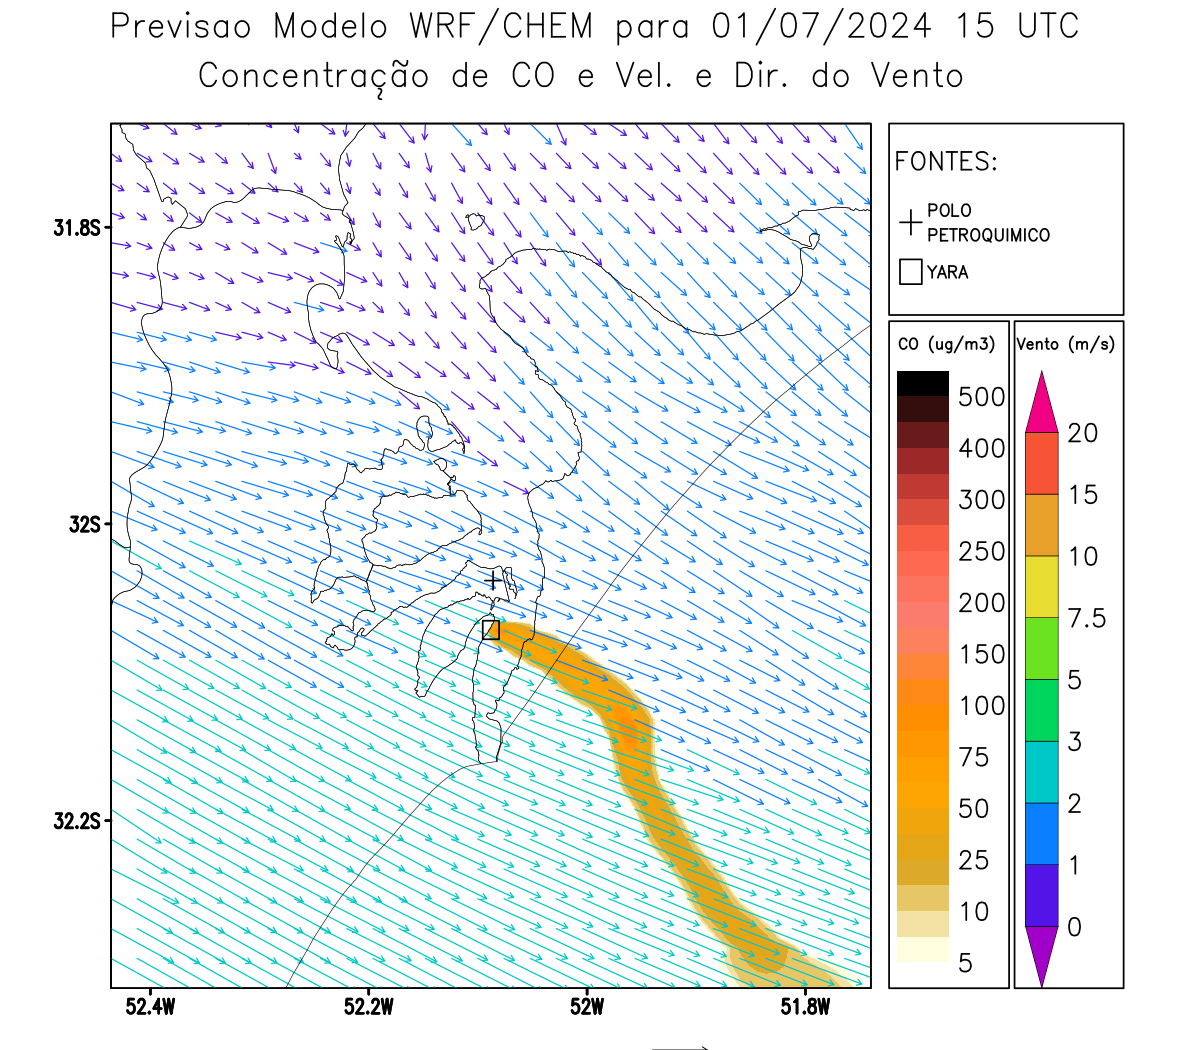 Previsao Modelo WRF/CHEM para 01/07/2024 15 UTC
Concentração de CO e Vel. e Dir. do Vento
FONTES:
POLO
PETROQUIMICO
YARA
CO (ug/m3)
500
400
300
250
200
150
100
75
50
25
10
5
Vento (m/s)
20
15
10
7.5
5
3
2
1
0
31.8S
32S
32.2S
52.4W
52.2W
52W
51.8W